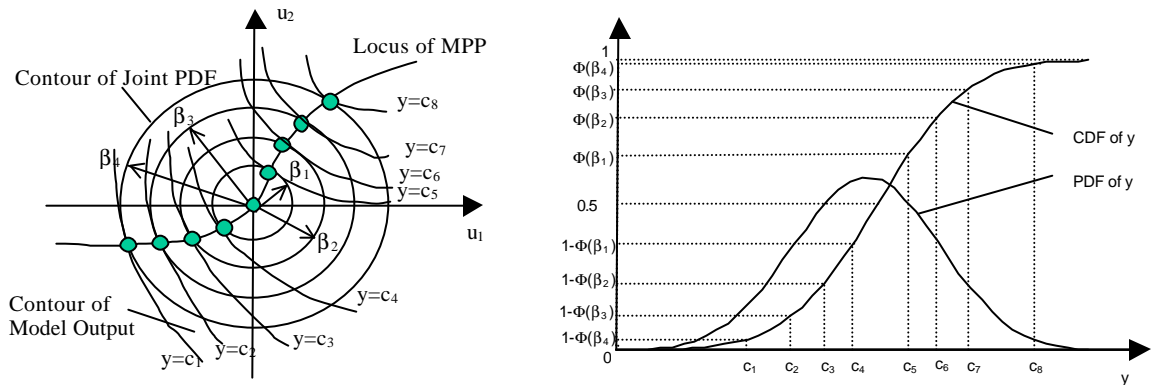 u2
Locus of MPP
Contour of Joint PDF
y=c8
β3
β4
y=c7
β1
y=c6
y=c5
u1
β2
y=c4
Contour of
Model Output
y=c3
y=c2
y=c1
1
Φ(β4)
Φ(β3)
Φ(β2)
CDF of y
Φ(β1)
PDF of y
0.5
1-Φ(β1)
1-Φ(β2)
1-Φ(β3)
1-Φ(β4)
0
c1 c2 c3 c4 c5 c6 c7 c8 y